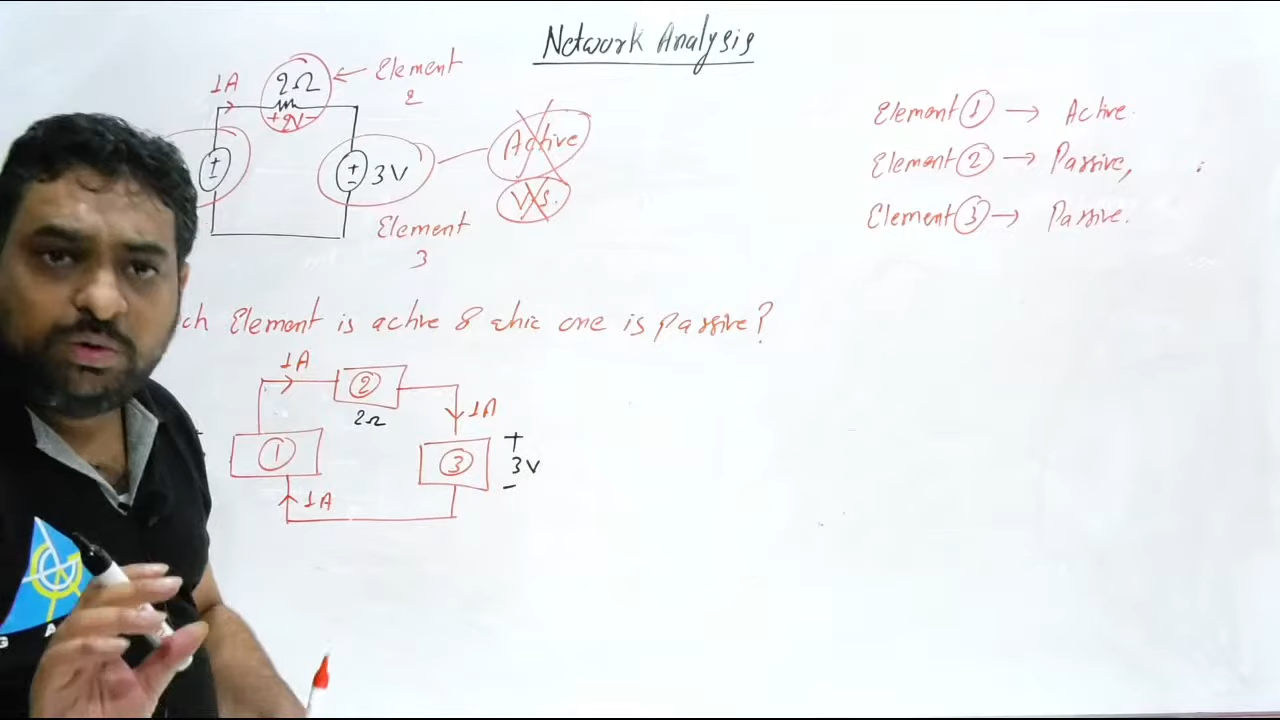 Network Analysis
1A
2Ω
← Element
2
+2V-
+
-
+
-
3V
Active
V.S.
Element
3
Element ① → Active.
Element ② → Passive,
Element ③ → Passive.
ch Element is active & chic one is passive?
1A
②
2Ω
1A
①
③
+
3V
-
1A
G A